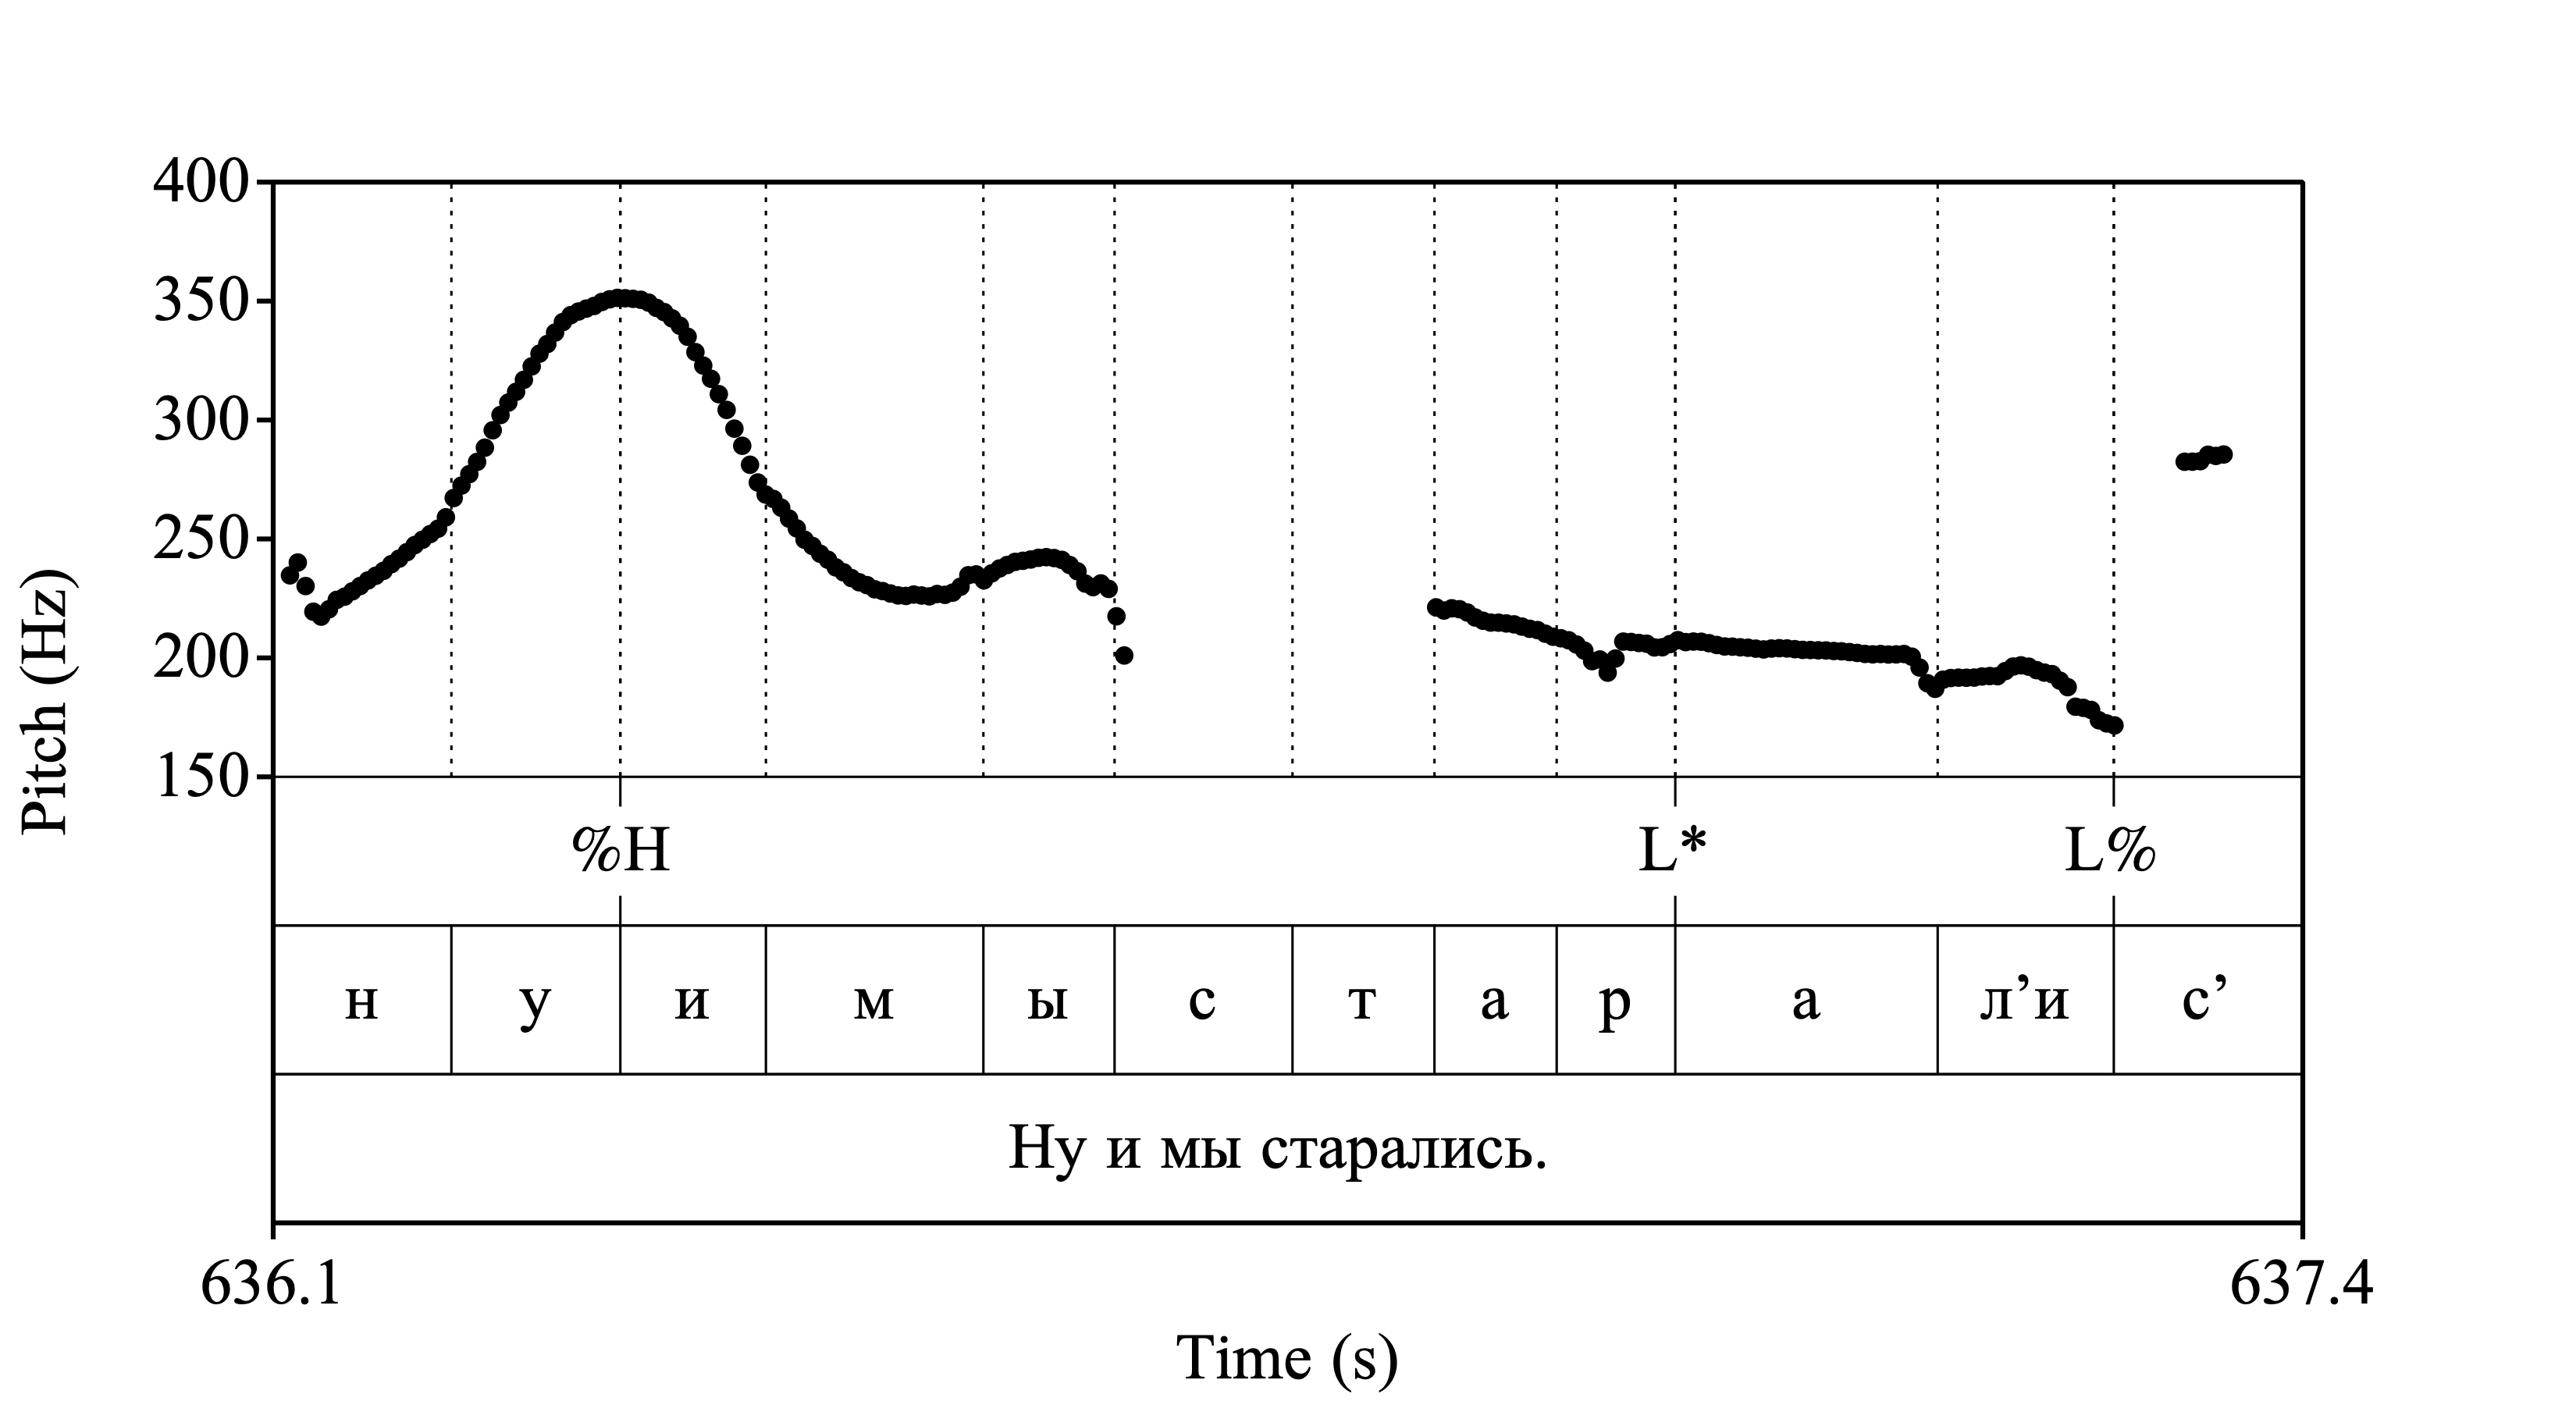 400
350
300
250
200
150
Pitch (Hz)
%H L* L%
н у и м ы с т а р а л’и с’
Ну и мы старались.
636.1 637.4
Time (s)